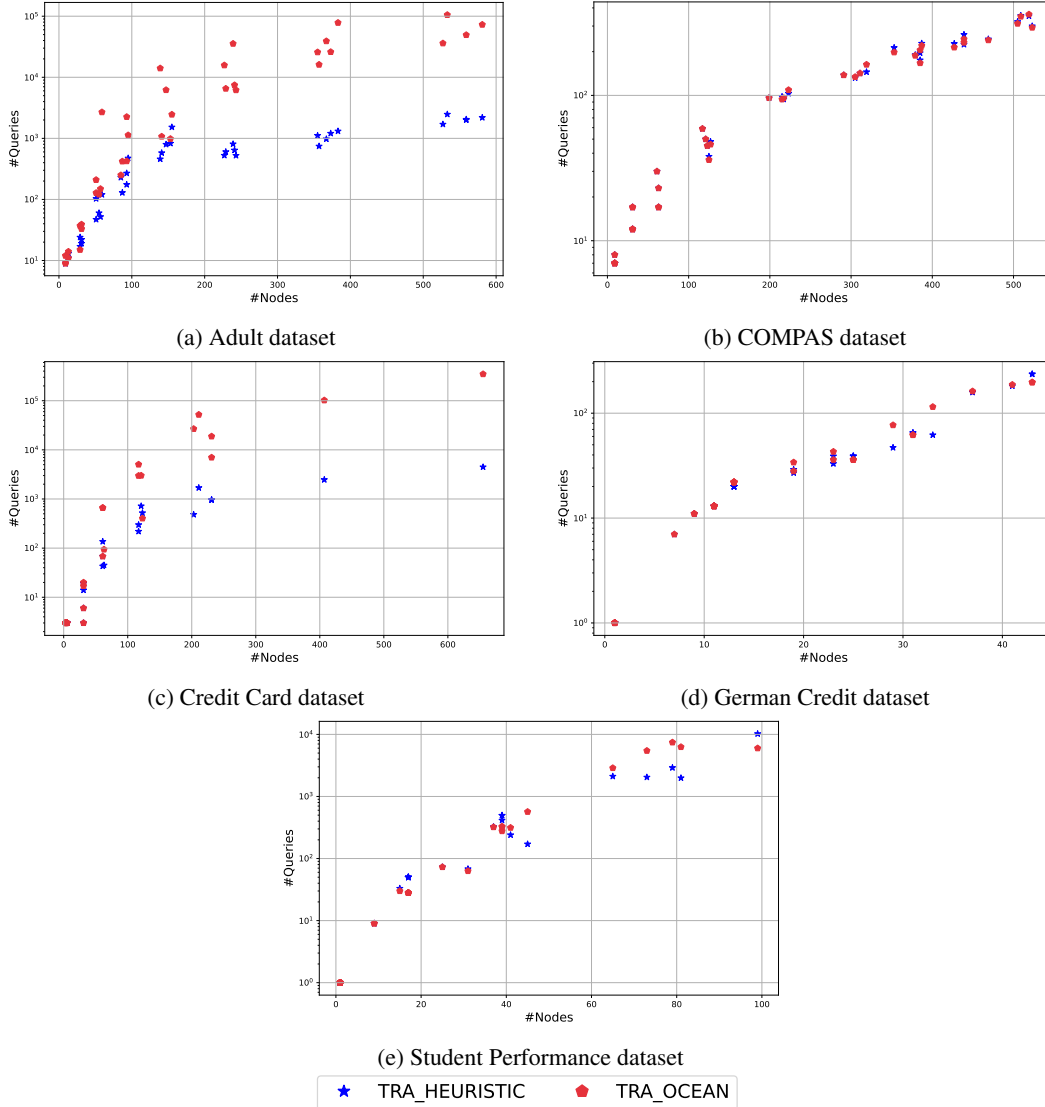 10^5
10^4
10^3
10^2
10^1
#Queries
0 100 200 300 400 500 600
#Nodes
(a) Adult dataset
10^2
10^1
#Queries
0 100 200 300 400 500
#Nodes
(b) COMPAS dataset
10^5
10^4
10^3
10^2
10^1
#Queries
0 100 200 300 400 500 600
#Nodes
(c) Credit Card dataset
10^2
10^1
10^0
#Queries
0 10 20 30 40
#Nodes
(d) German Credit dataset
10^4
10^3
10^2
10^1
10^0
#Queries
0 20 40 60 80 100
#Nodes
(e) Student Performance dataset
TRA_HEURISTIC TRA_OCEAN